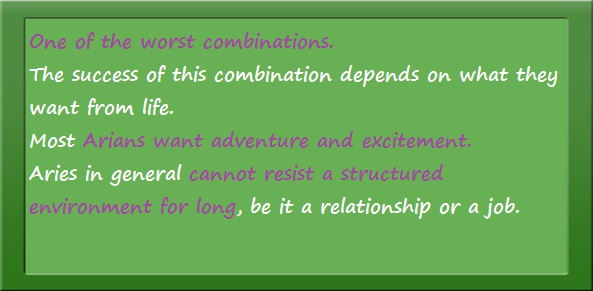 One of the worst combinations.
The success of this combination depends on what they
want from life.
Most Arians want adventure and excitement.
Aries in general cannot resist a structured
environment for long, be it a relationship or a job.